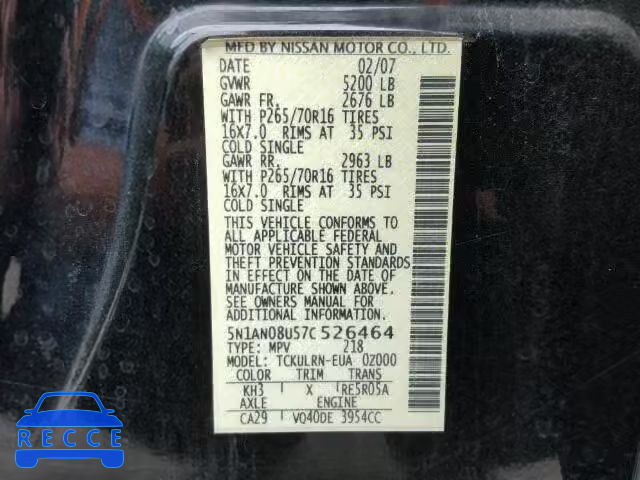 MFD BY NISSAN MOTOR CO., LTD.
DATE 02/07
GVWR 5200 LB
GAWR FR. 2676 LB
WITH P265/70R16 TIRES
16X7.0 RIMS AT 35 PSI
COLD SINGLE
GAWR RR. 2963 LB
WITH P265/70R16 TIRES
16X7.0 RIMS AT 35 PSI
COLD SINGLE
THIS VEHICLE CONFORMS TO
ALL APPLICABLE FEDERAL
MOTOR VEHICLE SAFETY AND
THEFT PREVENTION STANDARDS
IN EFFECT ON THE DATE OF
MANUFACTURE SHOWN ABOVE.
SEE OWNERS MANUAL FOR
ADDITIONAL INFORMATION.
5N1AN08U57C526464
TYPE: MPV 218
MODEL: TCKULRN-EUA 0Z000
COLOR TRIM TRANS
KH3 X RE5R05A
AXLE ENGINE
CA29 VQ40DE 3954CC
RECCE.COM